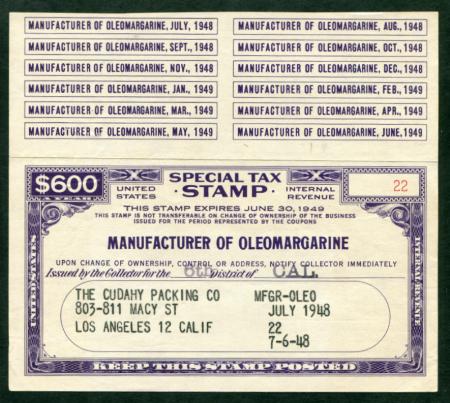 MANUFACTURER OF OLEOMARGARINE, JULY, 1948
MANUFACTURER OF OLEOMARGARINE, AUG., 1948
MANUFACTURER OF OLEOMARGARINE, SEPT., 1948
MANUFACTURER OF OLEOMARGARINE, OCT., 1948
MANUFACTURER OF OLEOMARGARINE, NOV., 1948
MANUFACTURER OF OLEOMARGARINE, DEC., 1948
MANUFACTURER OF OLEOMARGARINE, JAN., 1949
MANUFACTURER OF OLEOMARGARINE, FEB., 1949
MANUFACTURER OF OLEOMARGARINE, MAR., 1949
MANUFACTURER OF OLEOMARGARINE, APR., 1949
MANUFACTURER OF OLEOMARGARINE, MAY, 1949
MANUFACTURER OF OLEOMARGARINE, JUNE, 1949
$600
A YEAR
UNITED STATES
SPECIAL TAX
· STAMP ·
INTERNAL REVENUE
22
THIS STAMP EXPIRES JUNE 30, 1949
THIS STAMP IS NOT TRANSFERABLE ON CHANGE OF OWNERSHIP OF THE BUSINESS
ISSUED FOR THE PERIOD REPRESENTED BY THE COUPONS
MANUFACTURER OF OLEOMARGARINE
UPON CHANGE OF OWNERSHIP, CONTROL OR ADDRESS, NOTIFY COLLECTOR IMMEDIATELY
Issued by the Collector for the 6th District of CAL.
UNITED STATES
INTERNAL REVENUE
THE CUDAHY PACKING CO MFGR-OLEO
803-811 MACY ST JULY 1948
LOS ANGELES 12 CALIF 22
7-6-48
KEEP THIS STAMP POSTED